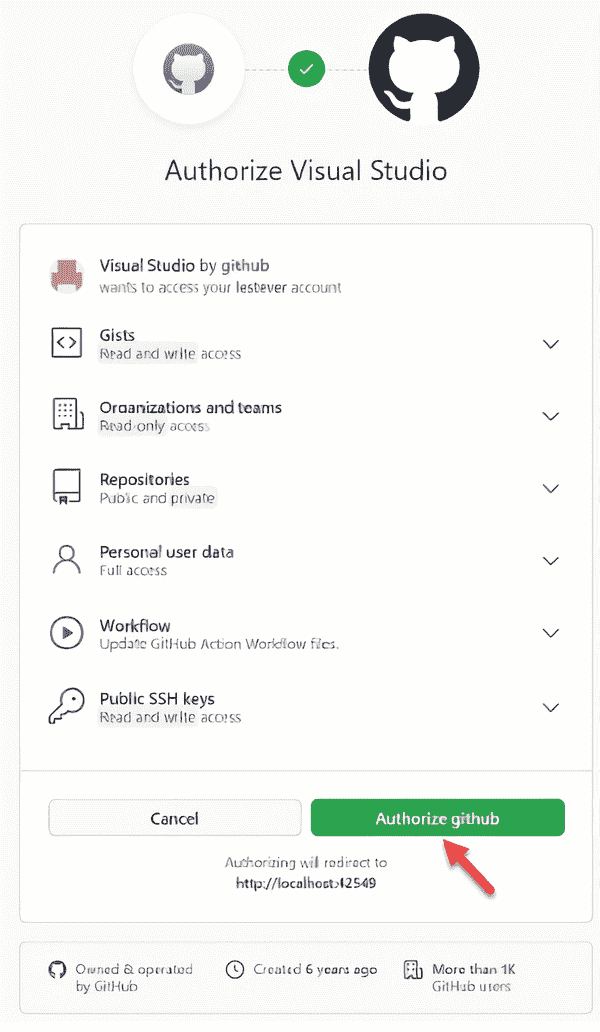 Authorize Visual Studio
Visual Studio by github
wants to access your lestever account
Gists
Read and write access
Organizations and teams
Read-only access
Repositories
Public and private
Personal user data
Full access
Workflow
Update GitHub Action Workflow files.
Public SSH keys
Read and write access
Cancel
Authorize github
Authorizing will redirect to
http://localhost:42549
Owned & operated
by GitHub
Created 6 years ago
More than 1K
GitHub users